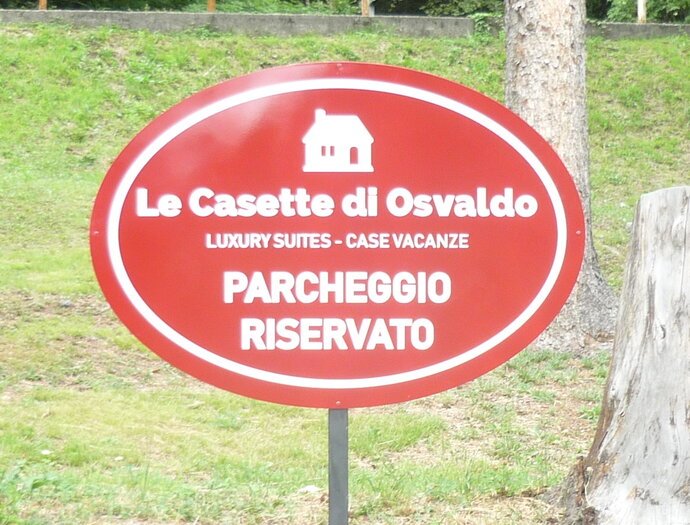 Le Casette di Osvaldo
LUXURY SUITES - CASE VACANZE
PARCHEGGIO
RISERVATO